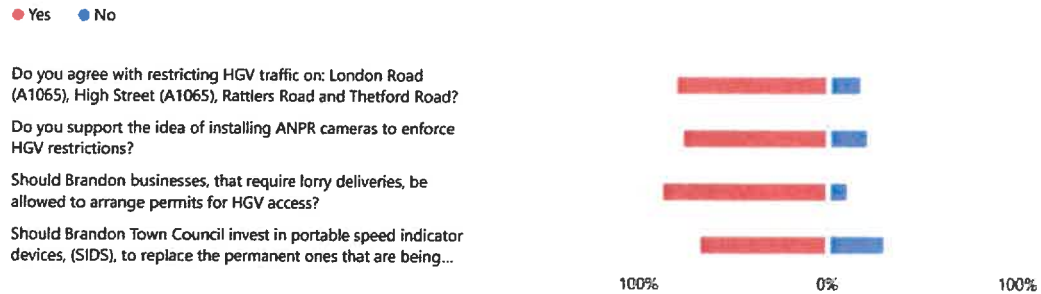 Yes No
Do you agree with restricting HGV traffic on: London Road
(A1065), High Street (A1065), Rattlers Road and Thetford Road?
Do you support the idea of installing ANPR cameras to enforce
HGV restrictions?
Should Brandon businesses, that require lorry deliveries, be
allowed to arrange permits for HGV access?
Should Brandon Town Council invest in portable speed indicator
devices, (SIDS), to replace the permanent ones that are being...
100% 0% 100%